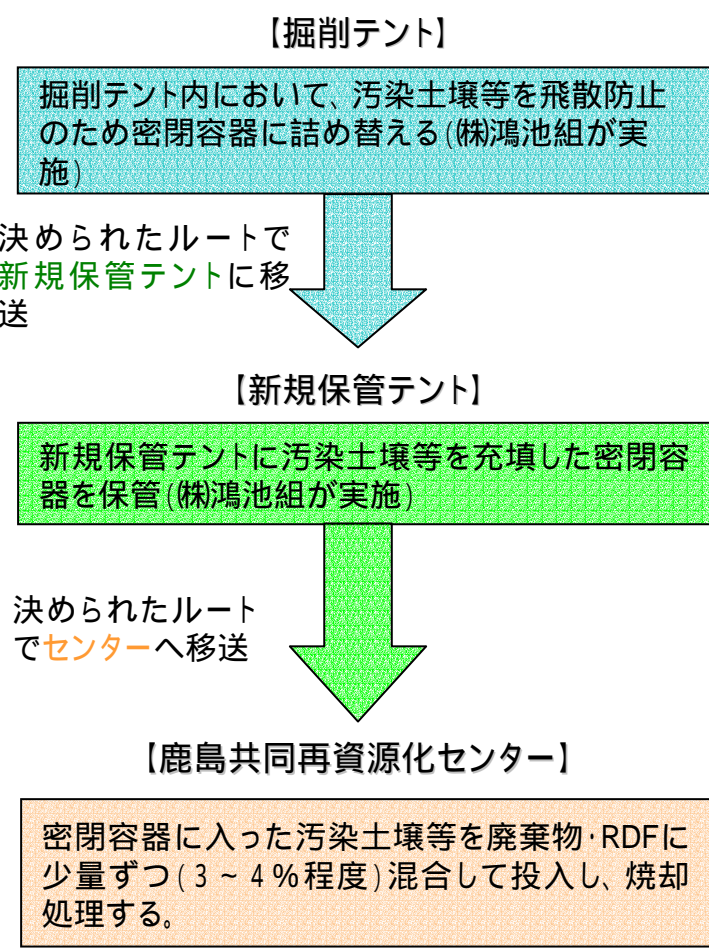 【掘削テント】
掘削テント内において、汚染土壌等を飛散防止
のため密閉容器に詰め替える(㈱鴻池組が実
施)
決められたルートで
新規保管テントに移
送
【新規保管テント】
新規保管テントに汚染土壌等を充填した密閉容
器を保管(㈱鴻池組が実施)
決められたルート
でセンターへ移送
【鹿島共同再資源化センター】
密閉容器に入った汚染土壌等を廃棄物・RDFに
少量ずつ(3~4%程度)混合して投入し、焼却
処理する。